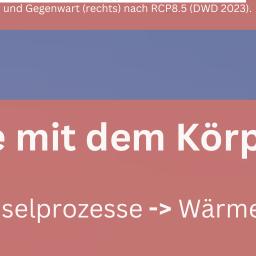 und Gegenwart (rechts) nach RCP8.5 (DWD 2023).
e mit dem Körp
selprozesse -> Wärme